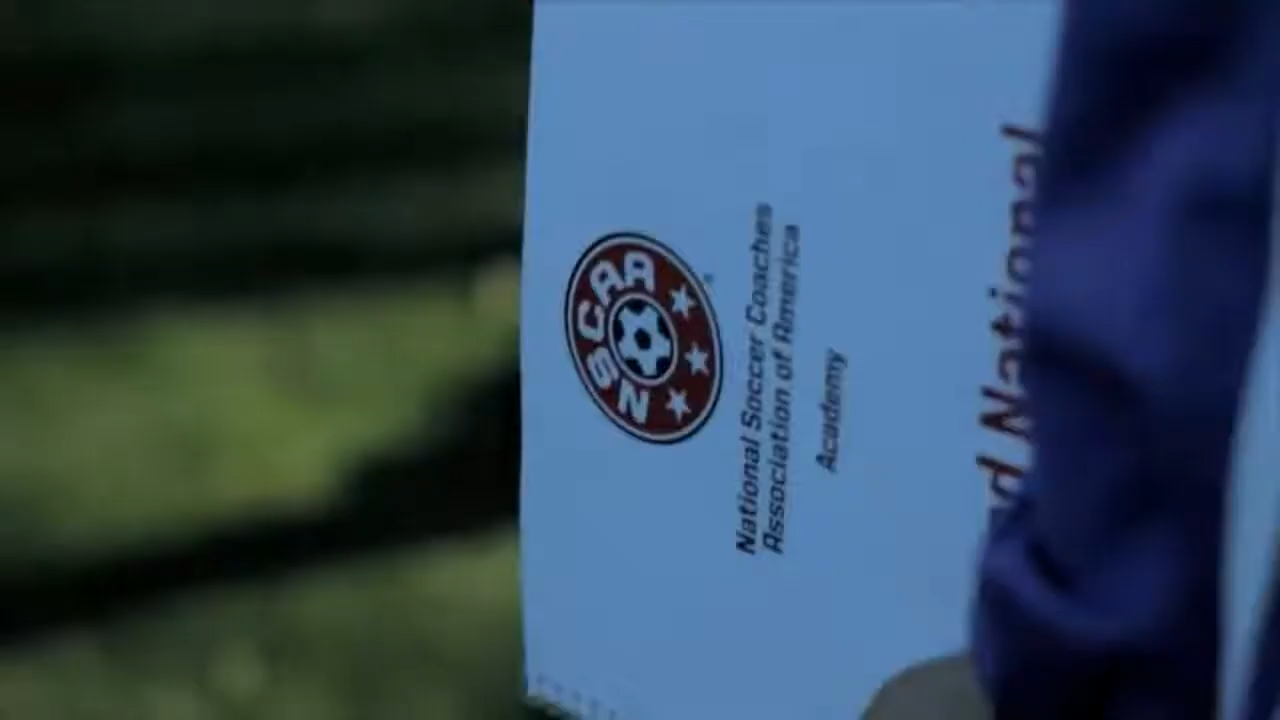 NSCAA
National Soccer Coaches
Association of America
Academy
National